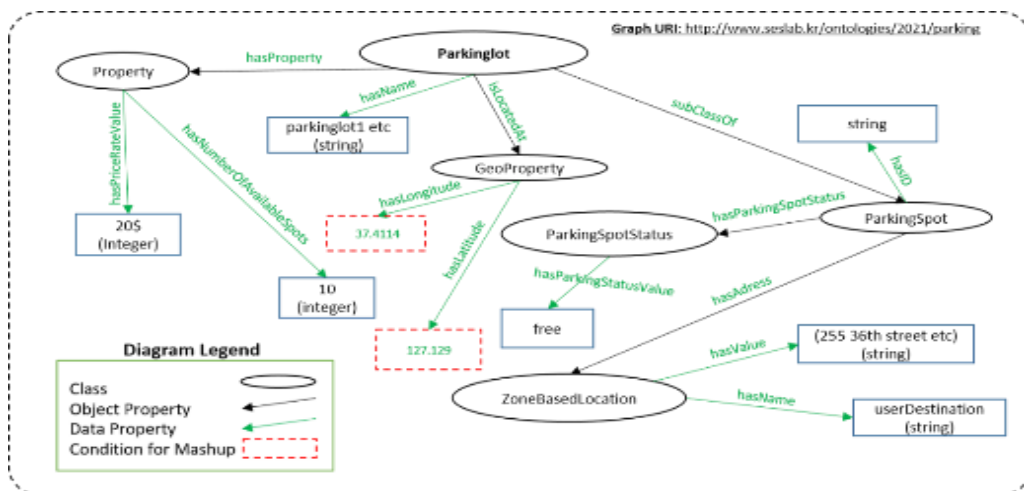 Graph URI: http://www.seslab.kr/ontologies/2021/parking
Parkinglot
hasProperty
Property
hasName
isLocatedAt
subClassOf
parkinglot1 etc
(string)
string
hasID
hasPriceRateValue
hasNumberOfAvailableSpots
GeoProperty
hasLongitude
hasLatitude
37.4114
hasParkingSpotStatus
ParkingSpot
ParkingSpotStatus
20$
(Integer)
10
(integer)
hasParkingStatusValue
hasAdress
free
127.129
hasValue
(255 36th street etc)
(string)
ZoneBasedLocation
hasName
userDestination
(string)
Diagram Legend
Class
Object Property
Data Property
Condition for Mashup